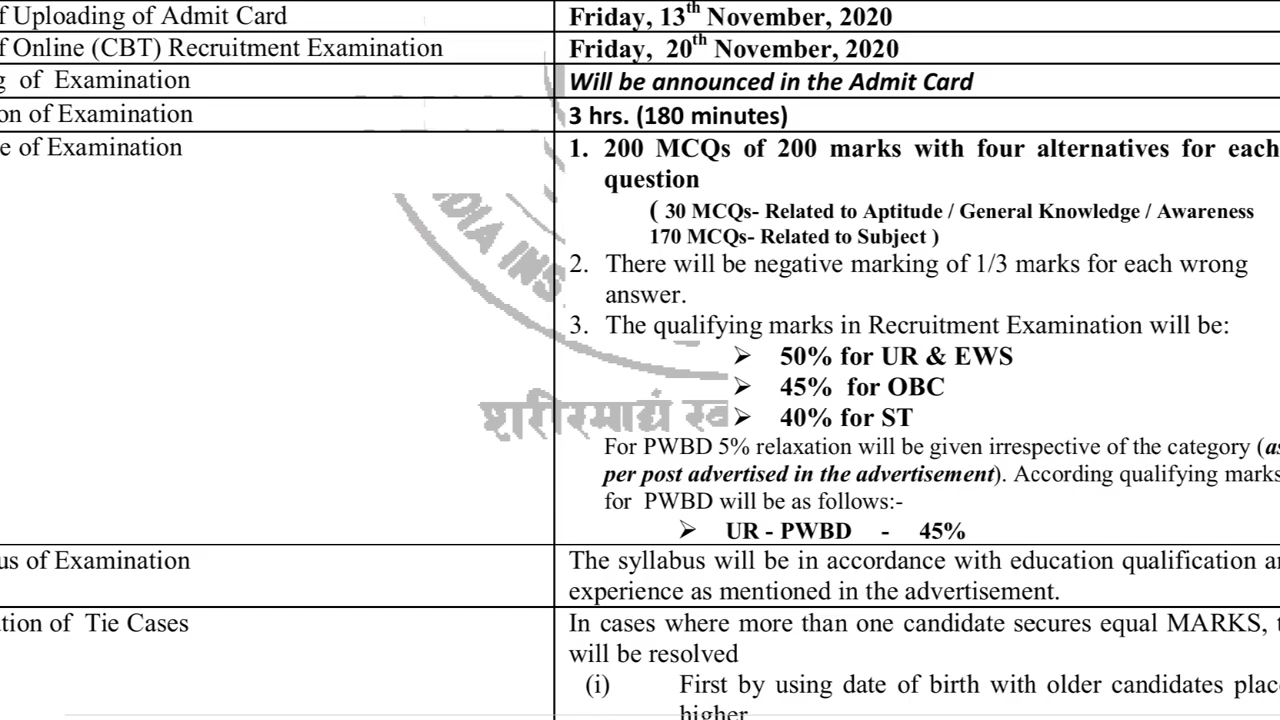 f Uploading of Admit Card
Friday, 13th November, 2020
f Online (CBT) Recruitment Examination
Friday, 20th November, 2020
g of Examination
Will be announced in the Admit Card
on of Examination
3 hrs. (180 minutes)
e of Examination
1. 200 MCQs of 200 marks with four alternatives for each
question
( 30 MCQs- Related to Aptitude / General Knowledge / Awareness
170 MCQs- Related to Subject )
2. There will be negative marking of 1/3 marks for each wrong
answer.
3. The qualifying marks in Recruitment Examination will be:
➢ 50% for UR & EWS
➢ 45% for OBC
➢ 40% for ST
For PWBD 5% relaxation will be given irrespective of the category (as
per post advertised in the advertisement). According qualifying marks
for PWBD will be as follows:-
➢ UR - PWBD - 45%
us of Examination
The syllabus will be in accordance with education qualification a
experience as mentioned in the advertisement.
tion of Tie Cases
In cases where more than one candidate secures equal MARKS, t
will be resolved
(i) First by using date of birth with older candidates place
higher
DIA INS
शरीरमाद्यं